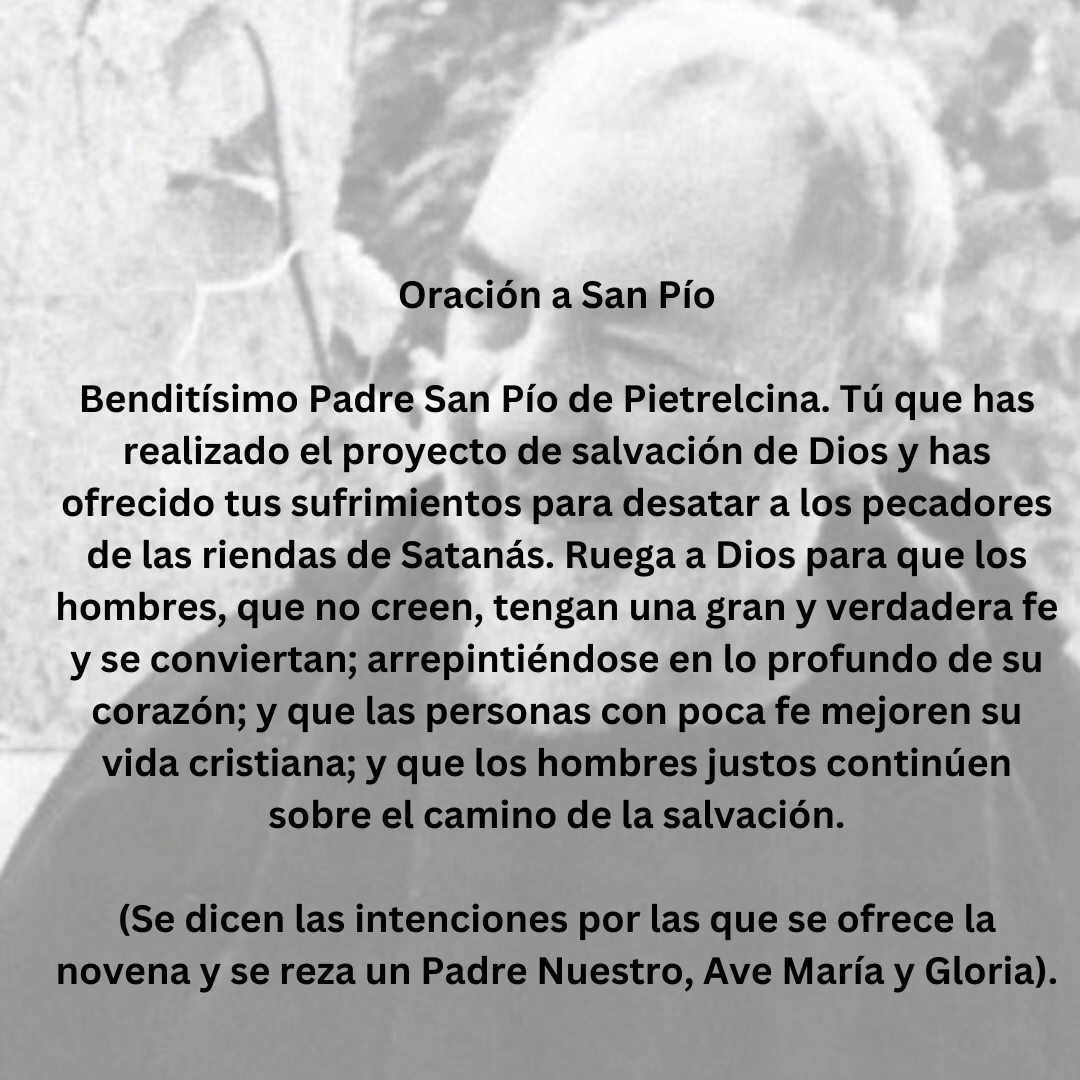 Oración a San Pío
Benditísimo Padre San Pío de Pietrelcina. Tú que has
realizado el proyecto de salvación de Dios y has
ofrecido tus sufrimientos para desatar a los pecadores
de las riendas de Satanás. Ruega a Dios para que los
hombres, que no creen, tengan una gran y verdadera fe
y se conviertan; arrepintiéndose en lo profundo de su
corazón; y que las personas con poca fe mejoren su
vida cristiana; y que los hombres justos continúen
sobre el camino de la salvación.
(Se dicen las intenciones por las que se ofrece la
novena y se reza un Padre Nuestro, Ave María y Gloria).